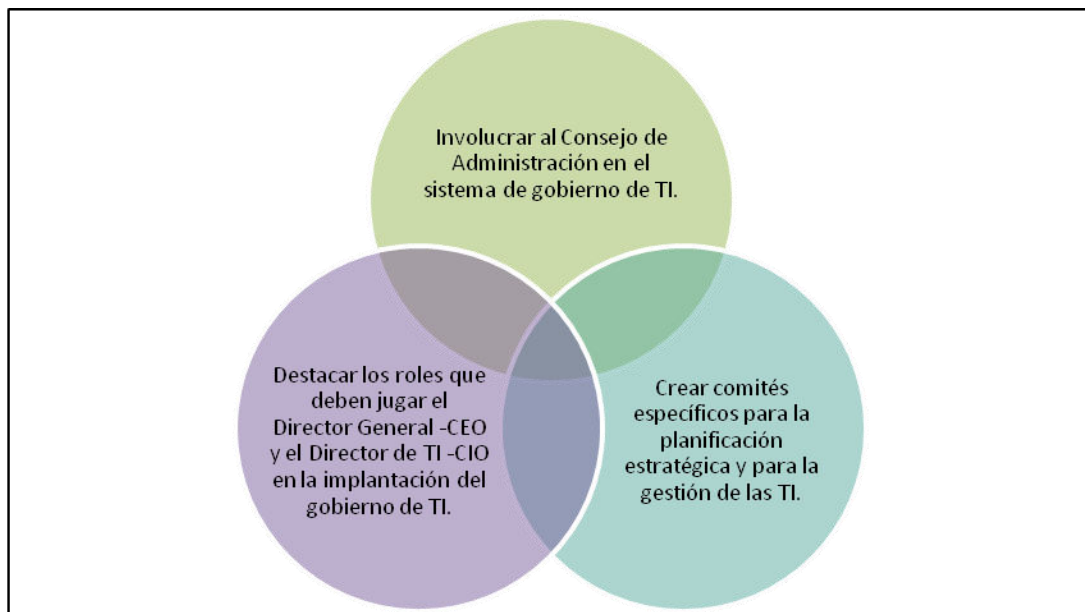 Involucrar al Consejo de
Administración en el
sistema de gobierno de TI.
Destacar los roles que
deben jugar el
Director General -CEO
y el Director de TI -CIO
en la implantación del
gobierno de TI.
Crear comités
específicos para la
planificación
estratégica y para la
gestión de las TI.